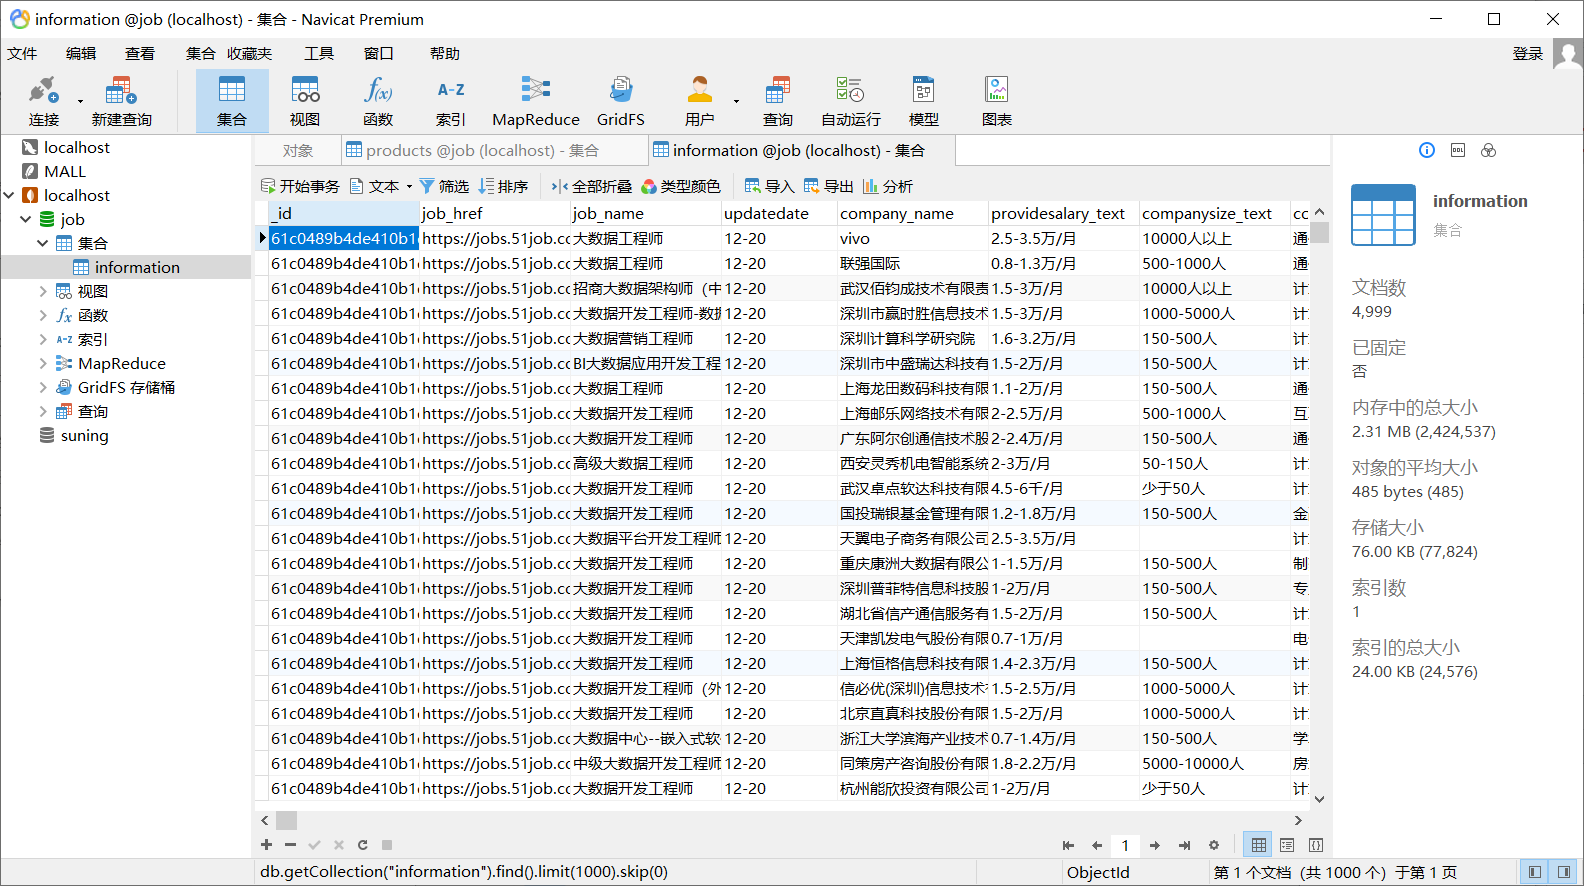 information @job (localhost) - 集合 - Navicat Premium
文件 编辑 查看 集合 收藏夹 工具 窗口 帮助 登录
连接 新建查询 集合 视图 函数 索引 MapReduce GridFS 用户 查询 自动运行 模型 图表
localhost
MALL
localhost
job
集合
information
视图
函数
索引
MapReduce
GridFS 存储桶
查询
suning
对象 products @job (localhost) - 集合 information @job (localhost) - 集合
开始事务 文本 筛选 排序 全部折叠 类型颜色 导入 导出 分析
_id job_href job_name updatedate company_name providesalary_text companysize_text co
61c0489b4de410b1 https://jobs.51job.cc 大数据工程师 12-20 vivo 2.5-3.5万/月 10000人以上 通
61c0489b4de410b1 https://jobs.51job.cc 大数据工程师 12-20 联强国际 0.8-1.3万/月 500-1000人 通
61c0489b4de410b1 https://jobs.51job.cc 招商大数据架构师（中 12-20 武汉佰钧成技术有限责 1.5-3万/月 10000人以上 计
61c0489b4de410b1 https://jobs.51job.cc 大数据开发工程师-数据 12-20 深圳市赢时胜信息技术 1.5-3万/月 1000-5000人 计
61c0489b4de410b1 https://jobs.51job.cc 大数据营销工程师 12-20 深圳计算科学研究院 1.6-3.2万/月 150-500人 计
61c0489b4de410b1 https://jobs.51job.cc BI大数据应用开发工程 12-20 深圳市中盛瑞达科技有 1.5-2万/月 150-500人 计
61c0489b4de410b1 https://jobs.51job.cc 大数据工程师 12-20 上海龙田数码科技有限 1.1-2万/月 150-500人 通
61c0489b4de410b1 https://jobs.51job.cc 大数据开发工程师 12-20 上海邮乐网络技术有限 2-2.5万/月 500-1000人 互
61c0489b4de410b1 https://jobs.51job.cc 大数据开发工程师 12-20 广东阿尔创通信技术股 2-2.4万/月 150-500人 通
61c0489b4de410b1 https://jobs.51job.cc 高级大数据工程师 12-20 西安灵秀机电智能系统 2-3万/月 50-150人 计
61c0489b4de410b1 https://jobs.51job.cc 大数据开发工程师 12-20 武汉卓点软达科技有限 4.5-6千/月 少于50人 计
61c0489b4de410b1 https://jobs.51job.cc 大数据开发工程师 12-20 国投瑞银基金管理有限 1.2-1.8万/月 150-500人 金
61c0489b4de410b1 https://jobs.51job.cc 大数据平台开发工程师 12-20 天翼电子商务有限公司 2.5-3.5万/月 计
61c0489b4de410b1 https://jobs.51job.cc 大数据开发工程师 12-20 重庆康洲大数据有限公 1-1.5万/月 150-500人 制
61c0489b4de410b1 https://jobs.51job.cc 大数据开发工程师 12-20 深圳普菲特信息科技股 1-2万/月 150-500人 专
61c0489b4de410b1 https://jobs.51job.cc 大数据开发工程师 12-20 湖北省信产通信服务有 1.5-2万/月 150-500人 计
61c0489b4de410b1 https://jobs.51job.cc 大数据开发工程师 12-20 天津凯发电气股份有限 0.7-1万/月 电
61c0489b4de410b1 https://jobs.51job.cc 大数据开发工程师 12-20 上海恒格信息科技有限 1.4-2.3万/月 150-500人 计
61c0489b4de410b1 https://jobs.51job.cc 大数据开发工程师（外 12-20 信必优(深圳)信息技术有 1.5-2.5万/月 1000-5000人 计
61c0489b4de410b1 https://jobs.51job.cc 大数据开发工程师 12-20 北京直真科技股份有限 1.5-2万/月 1000-5000人 计
61c0489b4de410b1 https://jobs.51job.cc 大数据中心--嵌入式软 12-20 浙江大学滨海产业技术 0.7-1.4万/月 150-500人 学
61c0489b4de410b1 https://jobs.51job.cc 中级大数据开发工程师 12-20 同策房产咨询股份有限 1.8-2.2万/月 5000-10000人 房
61c0489b4de410b1 https://jobs.51job.cc 大数据开发工程师 12-20 杭州能欣投资有限公司 1-2万/月 少于50人 计
1
db.getCollection("information").find().limit(1000).skip(0) ObjectId 第 1 个文档 (共 1000 个) 于第 1 页
DDL
information
集合
文档数
4,999
已固定
否
内存中的总大小
2.31 MB (2,424,537)
对象的平均大小
485 bytes (485)
存储大小
76.00 KB (77,824)
索引数
1
索引的总大小
24.00 KB (24,576)